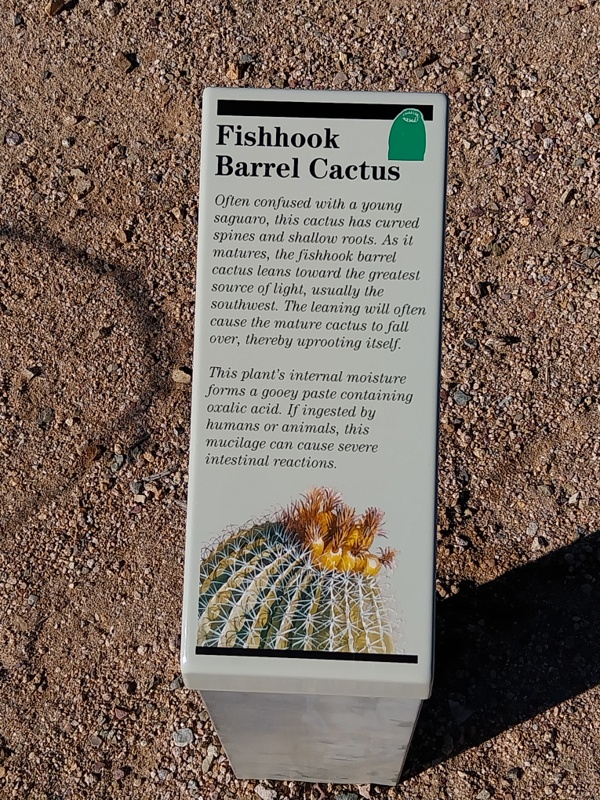 Fishhook
Barrel Cactus
Often confused with a young
saguaro, this cactus has curved
spines and shallow roots. As it
matures, the fishhook barrel
cactus leans toward the greatest
source of light, usually the
southwest. The leaning will often
cause the mature cactus to fall
over, thereby uprooting itself.
This plant's internal moisture
forms a gooey paste containing
oxalic acid. If ingested by
humans or animals, this
mucilage can cause severe
intestinal reactions.